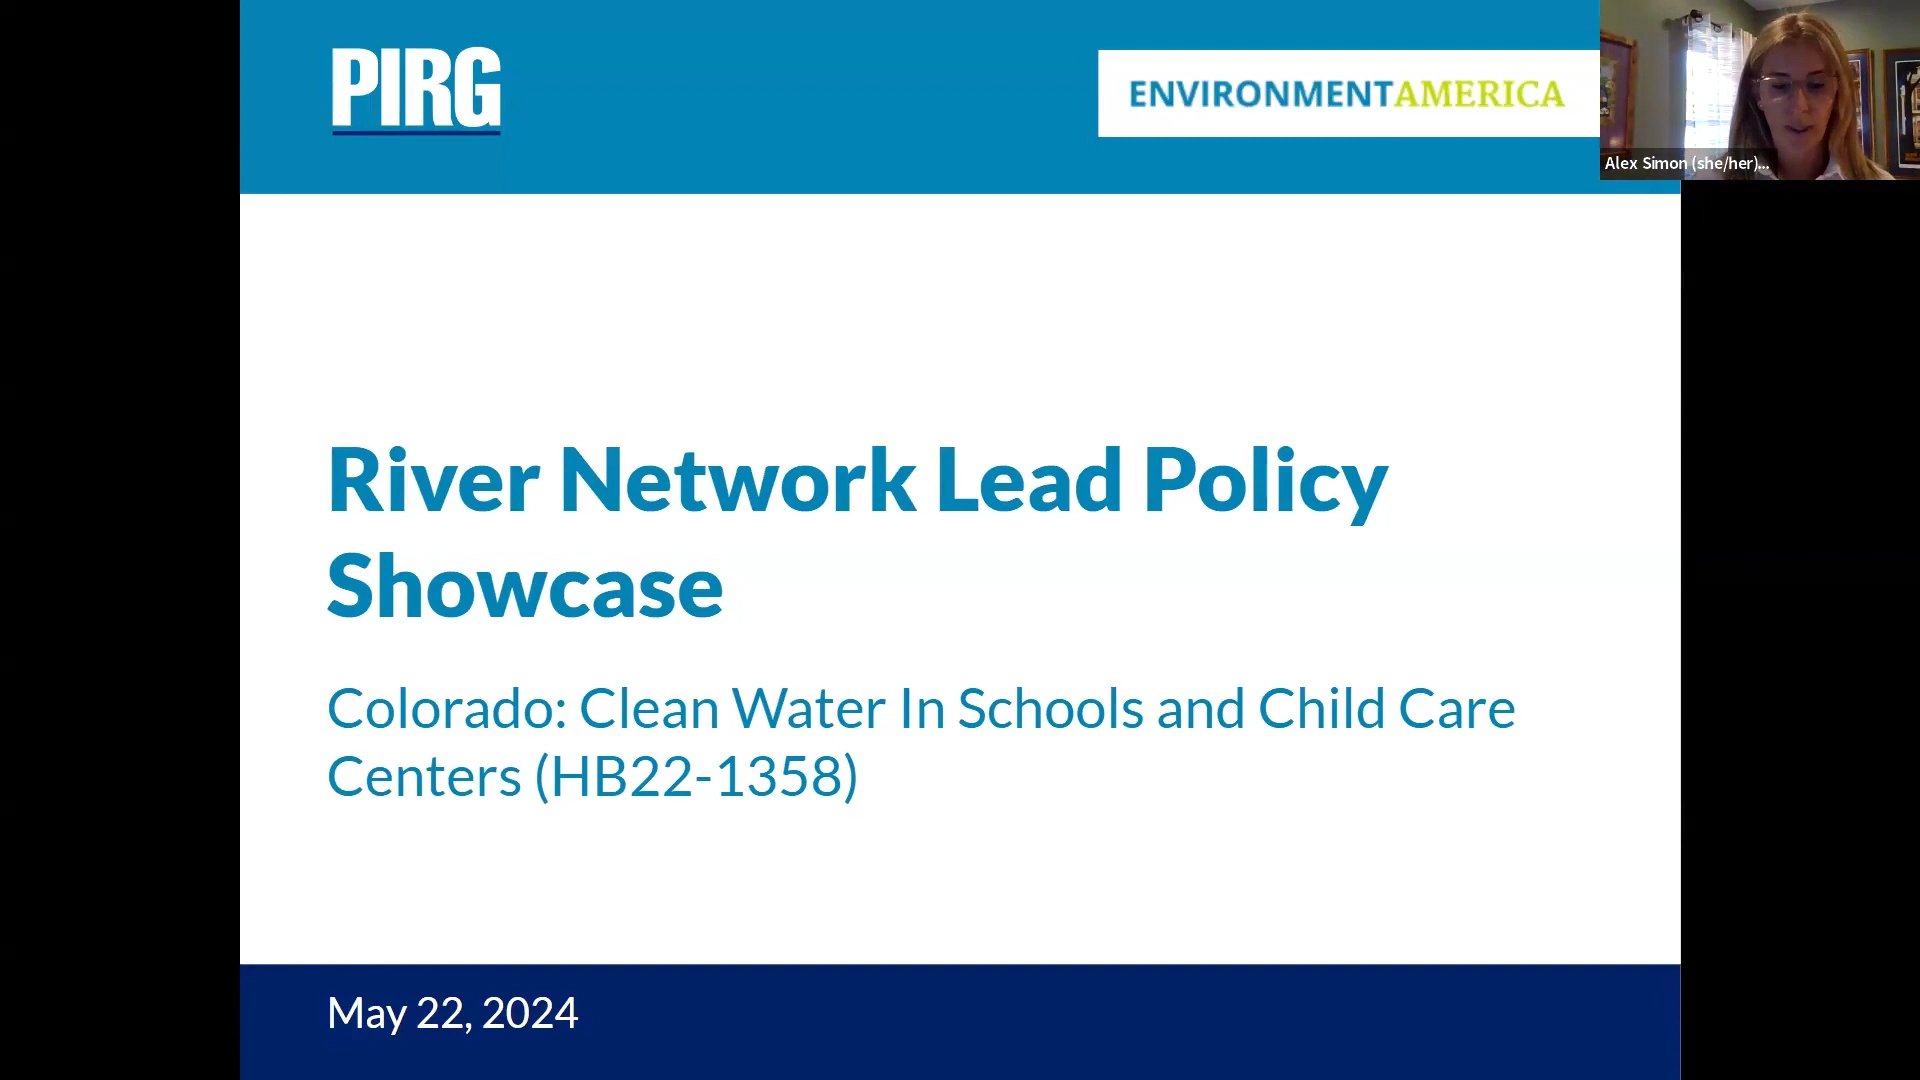 PIRG
ENVIRONMENTAMERICA
Alex Simon (she/her)...
River Network Lead Policy
Showcase
Colorado: Clean Water In Schools and Child Care
Centers (HB22-1358)
May 22, 2024